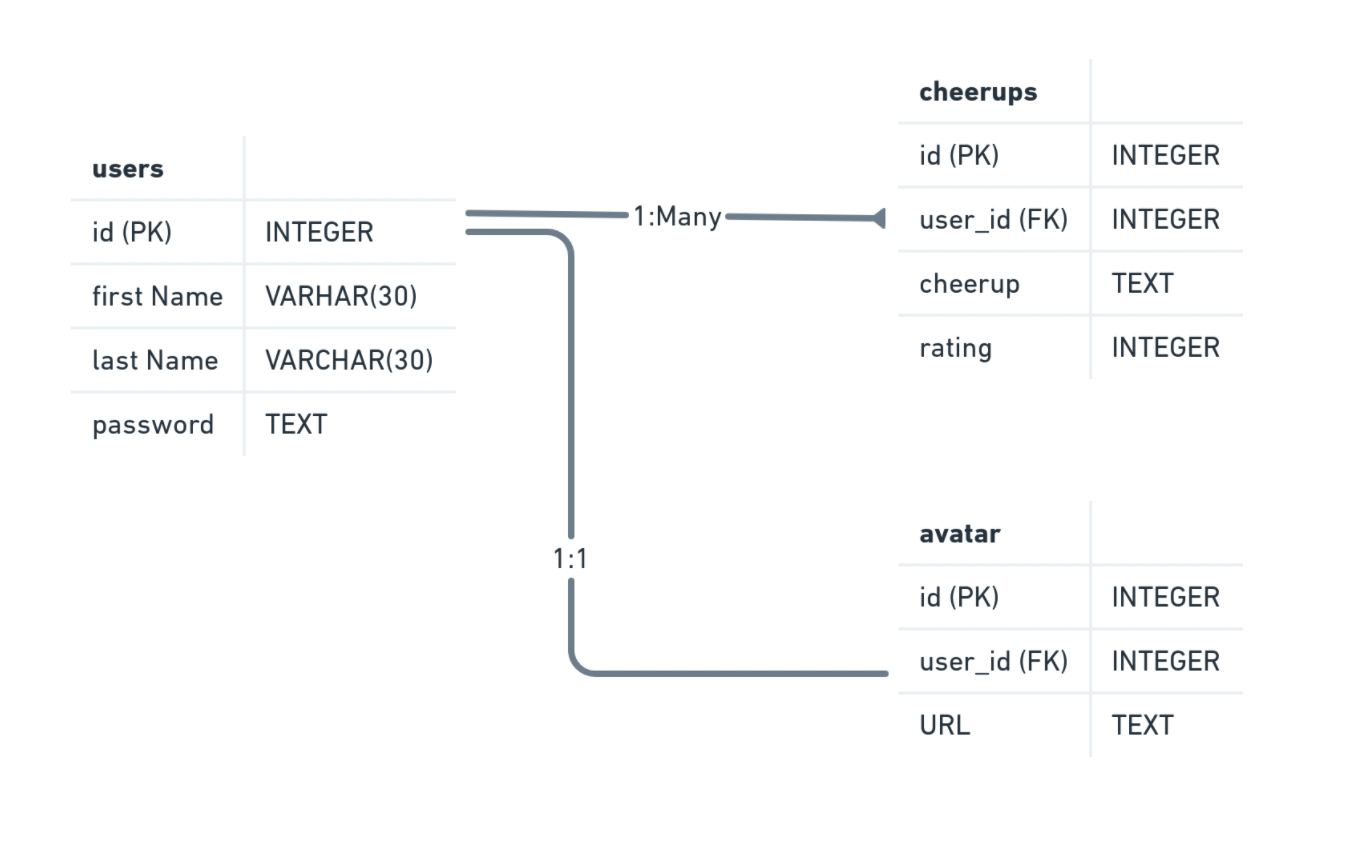 users
id (PK) INTEGER
first Name VARHAR(30)
last Name VARCHAR(30)
password TEXT
1:Many
1:1
cheerups
id (PK) INTEGER
user_id (FK) INTEGER
cheerup TEXT
rating INTEGER
avatar
id (PK) INTEGER
user_id (FK) INTEGER
URL TEXT